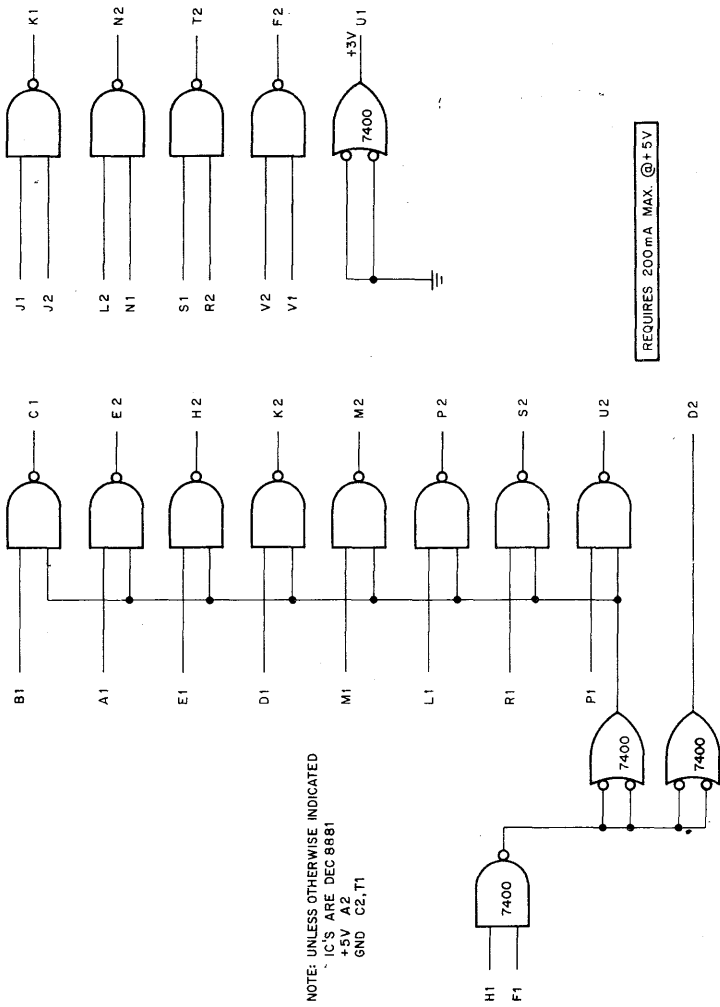 J1
J2
K1
L2
N1
N2
S1
R2
T2
V2
V1
F2
7400
+3V
U1
REQUIRES 200mA MAX. @+5V
B1
C1
A1
E2
E1
H2
D1
K2
M1
M2
L1
P2
R1
S2
P1
U2
7400
7400
D2
NOTE: UNLESS OTHERWISE INDICATED
IC'S ARE DEC 8881
+5V A2
GND C2,T1
H1
F1
7400